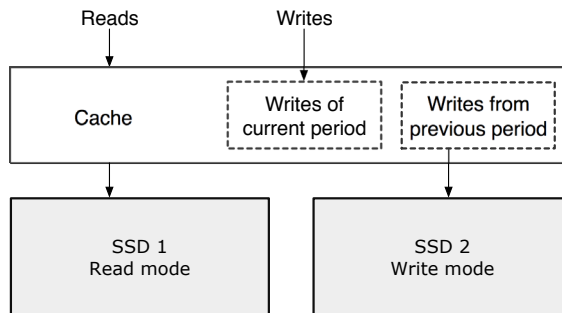 Reads
Writes
Cache
Writes of
current period
Writes from
previous period
SSD 1
Read mode
SSD 2
Write mode